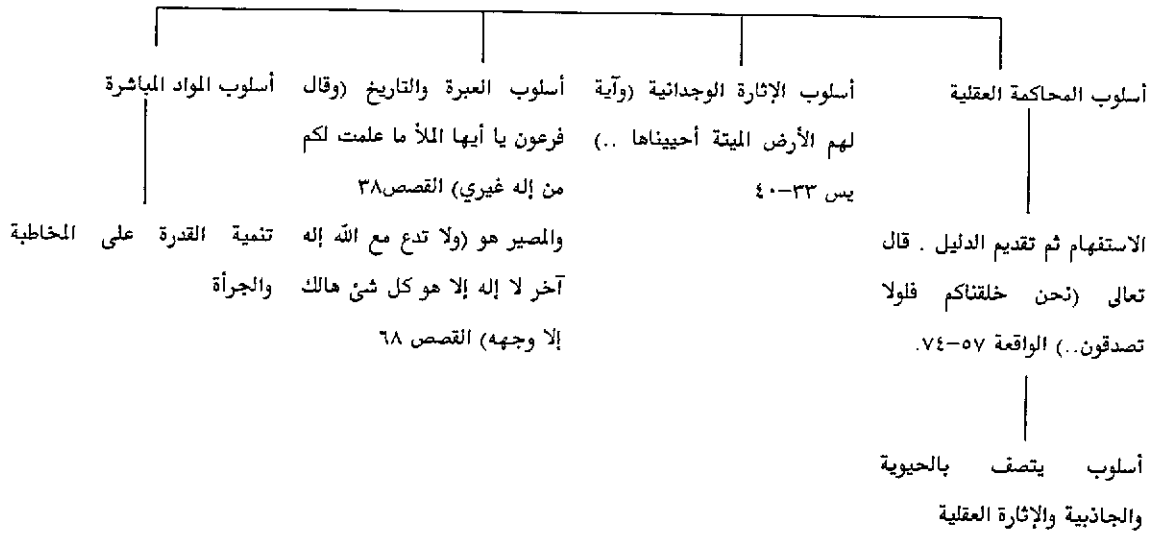 أسلوب المحاكمة العقلية
الاستفهام ثم تقديم الدليل . قال
تعالى (نحن خلقناكم فلولا
تصدقون..) الواقعة ٥٧-٧٤.
أسلوب يتصف بالحيوية
والجاذبية والإثارة العقلية
أسلوب الإثارة الوجدانية (وآية
لهم الأرض الميتة أحييناها ..)
يس ٣٣-٤٠
أسلوب العبرة والتاريخ (وقال
فرعون يا أيها الملأ ما علمت لكم
من إله غيري) القصص٣٨
والمصير هو (ولا تدع مع الله إله
آخر لا إله إلا هو كل شئ هالك
إلا وجهه) القصص ٦٨
أسلوب المواد المباشرة
تنمية القدرة على المخاطبة
والجرأة